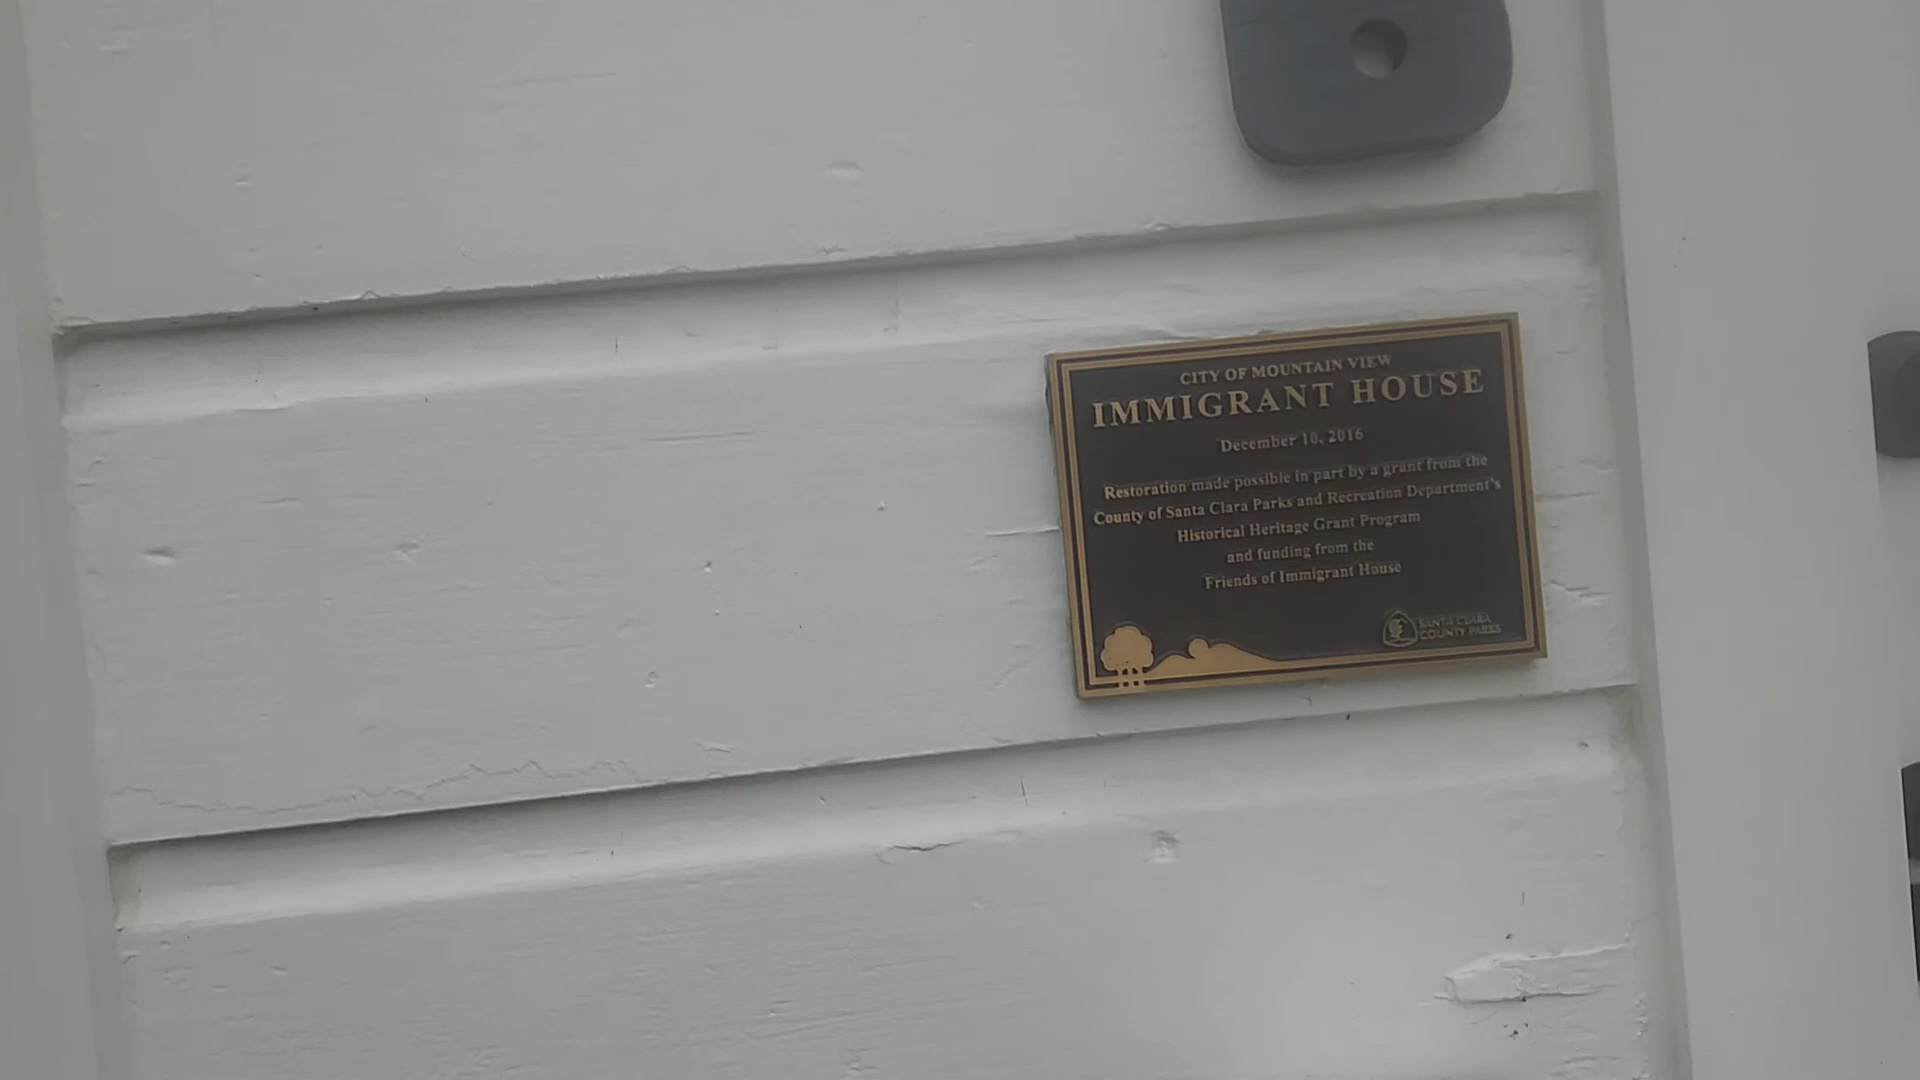 CITY OF MOUNTAIN VIEW
IMMIGRANT HOUSE
December 10, 2016
Restoration made possible in part by a grant from the
County of Santa Clara Parks and Recreation Department's
Historical Heritage Grant Program
and funding from the
Friends of Immigrant House
SANTA CLARA
COUNTY PARKS